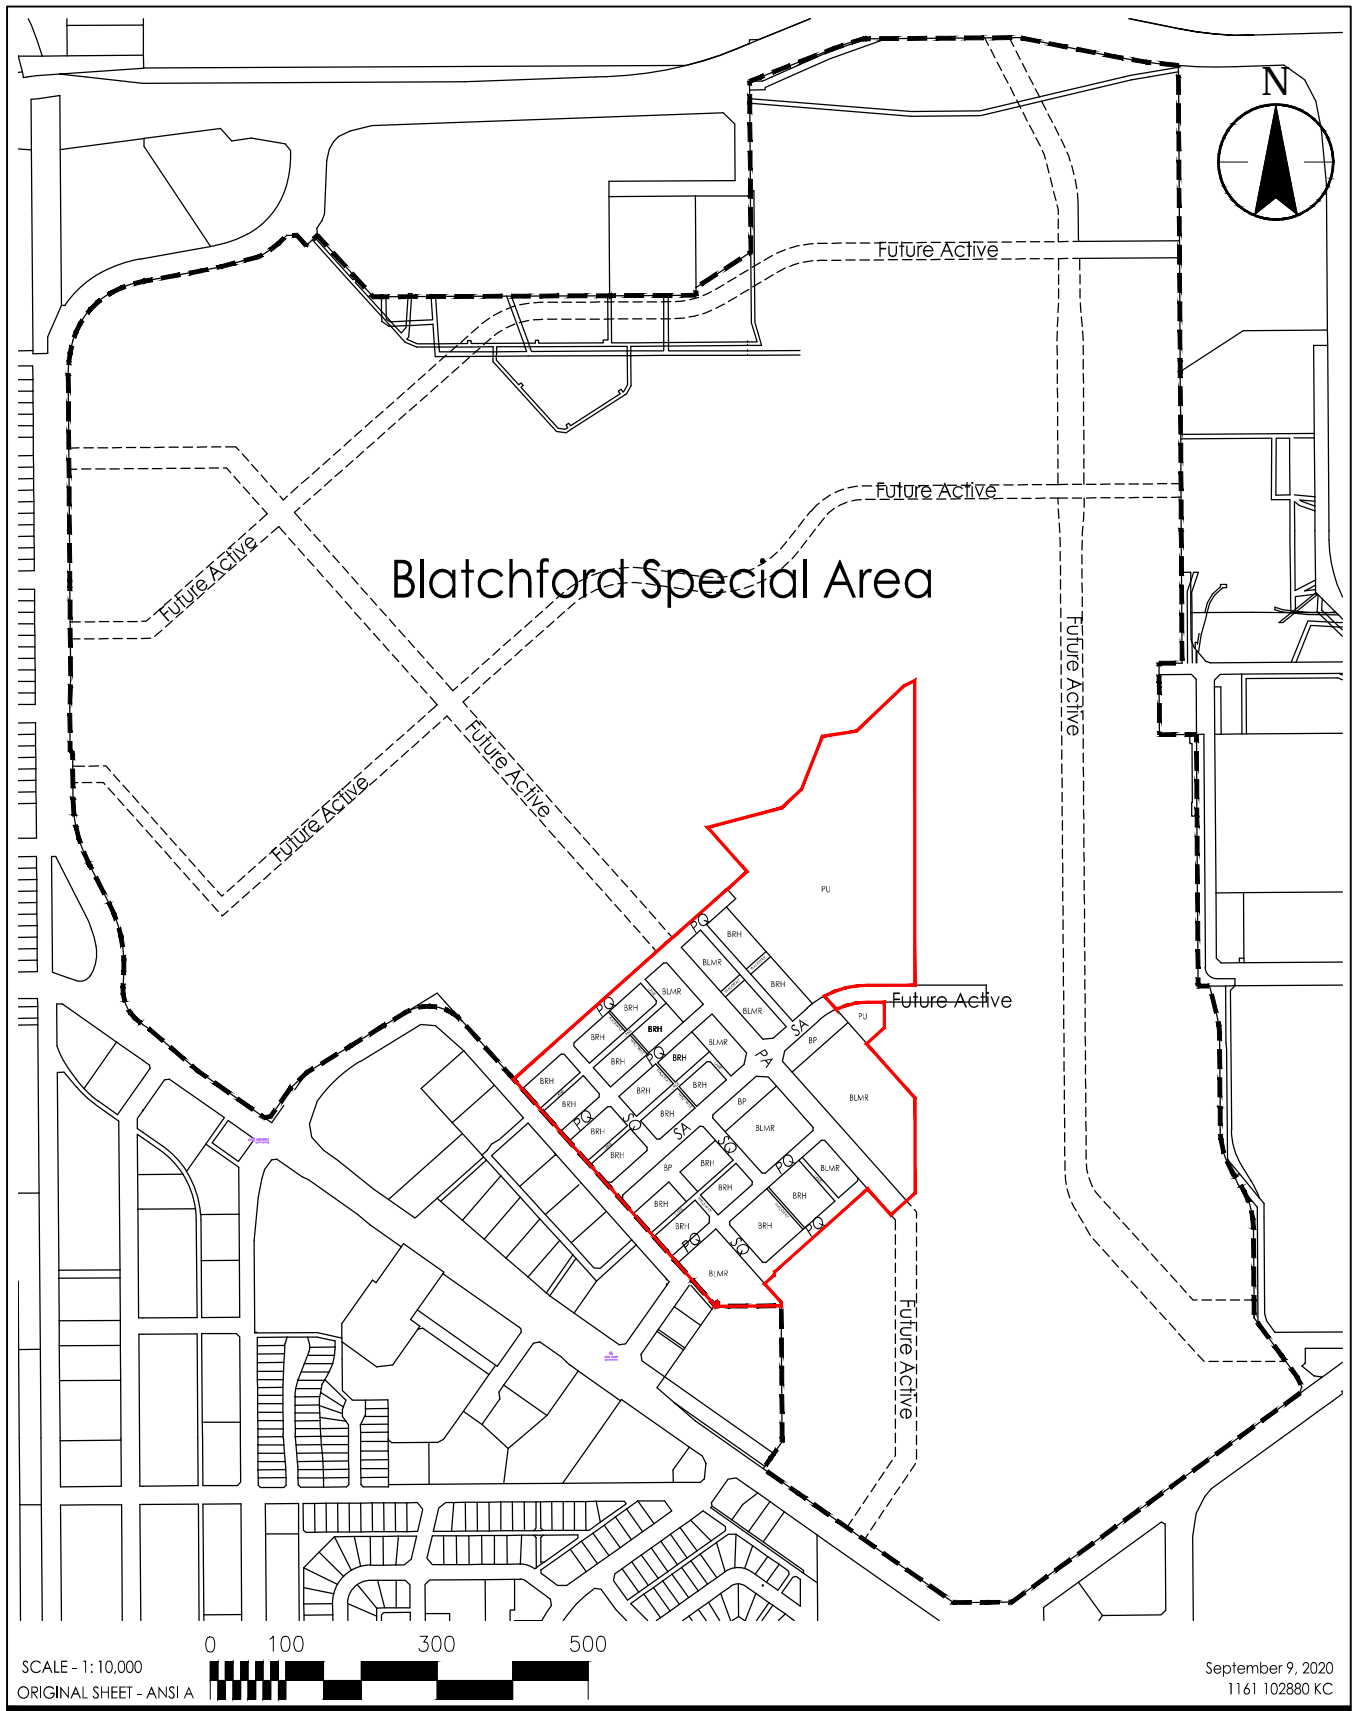 N
Future Active
Future Active
Blatchford Special Area
Future Active
Future Active
Future Active
Future Active
PU
PQ
BRH
BLMR
BRH
BLMR
BLMR
PQ
BRH
Future Active
PU
SA
BP
BRH
BRH
BLMR
PQ
BRH
PA
BRH
BRH
BRH
BRH
BLMR
BRH
BP
BRH
PQ
SQ
BRH
SA
BLMR
BRH
SQ
BRH
BP
BRH
PQ
BLMR
BRH
BRH
BRH
BRH
BRH
PQ
PQ
SQ
BLMR
Future Active
0 100 300 500
SCALE - 1:10,000
ORIGINAL SHEET - ANSI A
September 9, 2020
1161 102880 KC